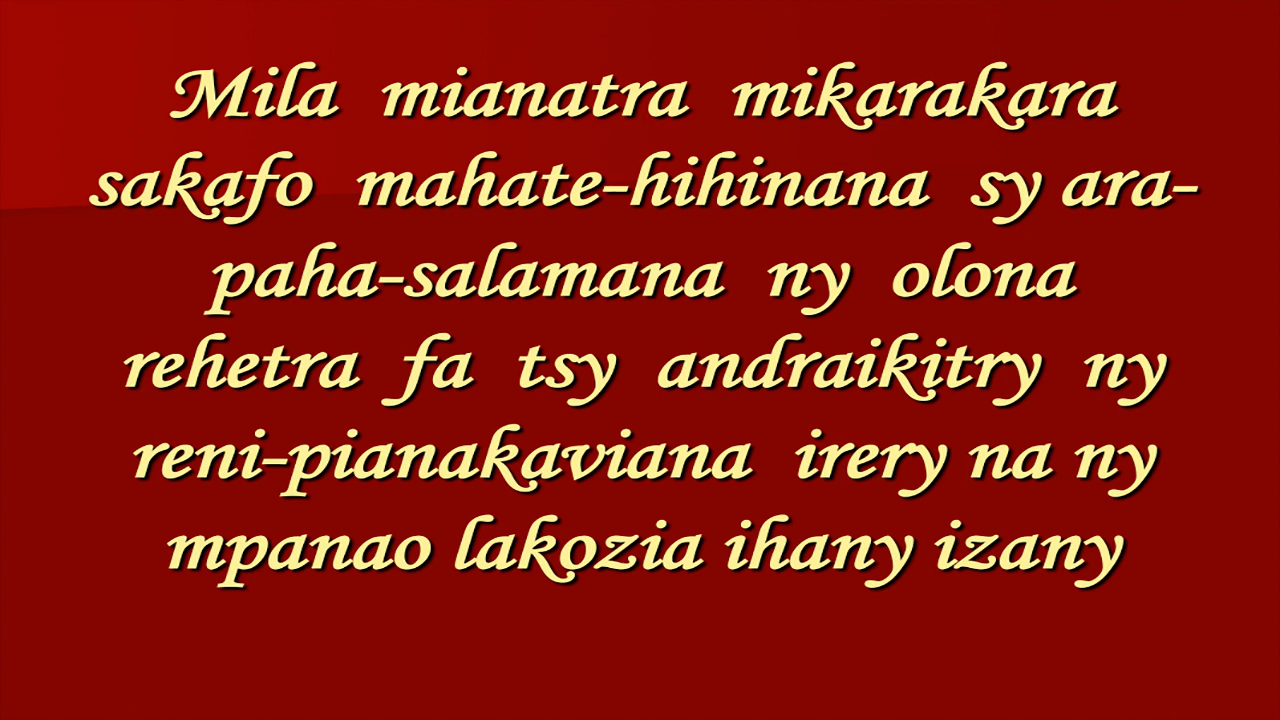 Mila mianatra mikarakara
sakafo mahate-hihinana sy ara-
paha-salamana ny olona
rehetra fa tsy andraikitry ny
reni-pianakaviana irery na ny
mpanao lakozia ihany izany